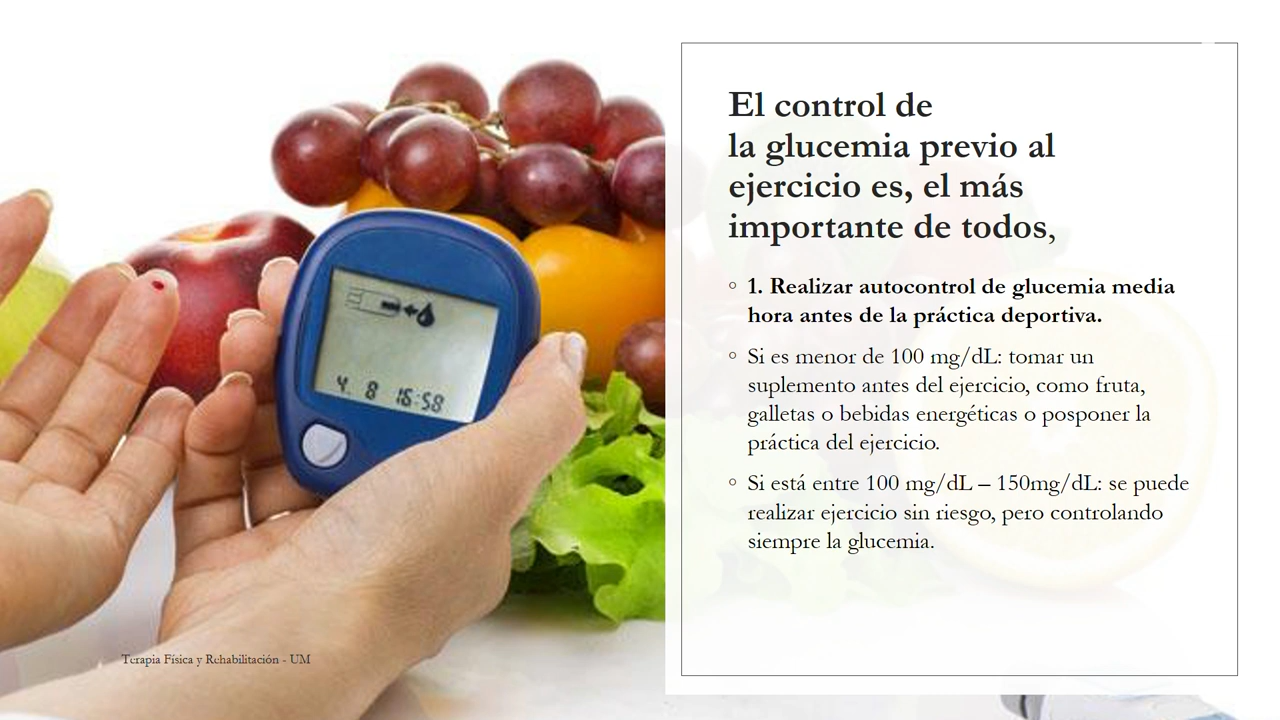 El control de
la glucemia previo al
ejercicio es, el más
importante de todos,
◦ 1. Realizar autocontrol de glucemia media
hora antes de la práctica deportiva.
◦ Si es menor de 100 mg/dL: tomar un
suplemento antes del ejercicio, como fruta,
galletas o bebidas energéticas o posponer la
práctica del ejercicio.
◦ Si está entre 100 mg/dL – 150mg/dL: se puede
realizar ejercicio sin riesgo, pero controlando
siempre la glucemia.
4. 8 16:58
Terapia Física y Rehabilitación - UM